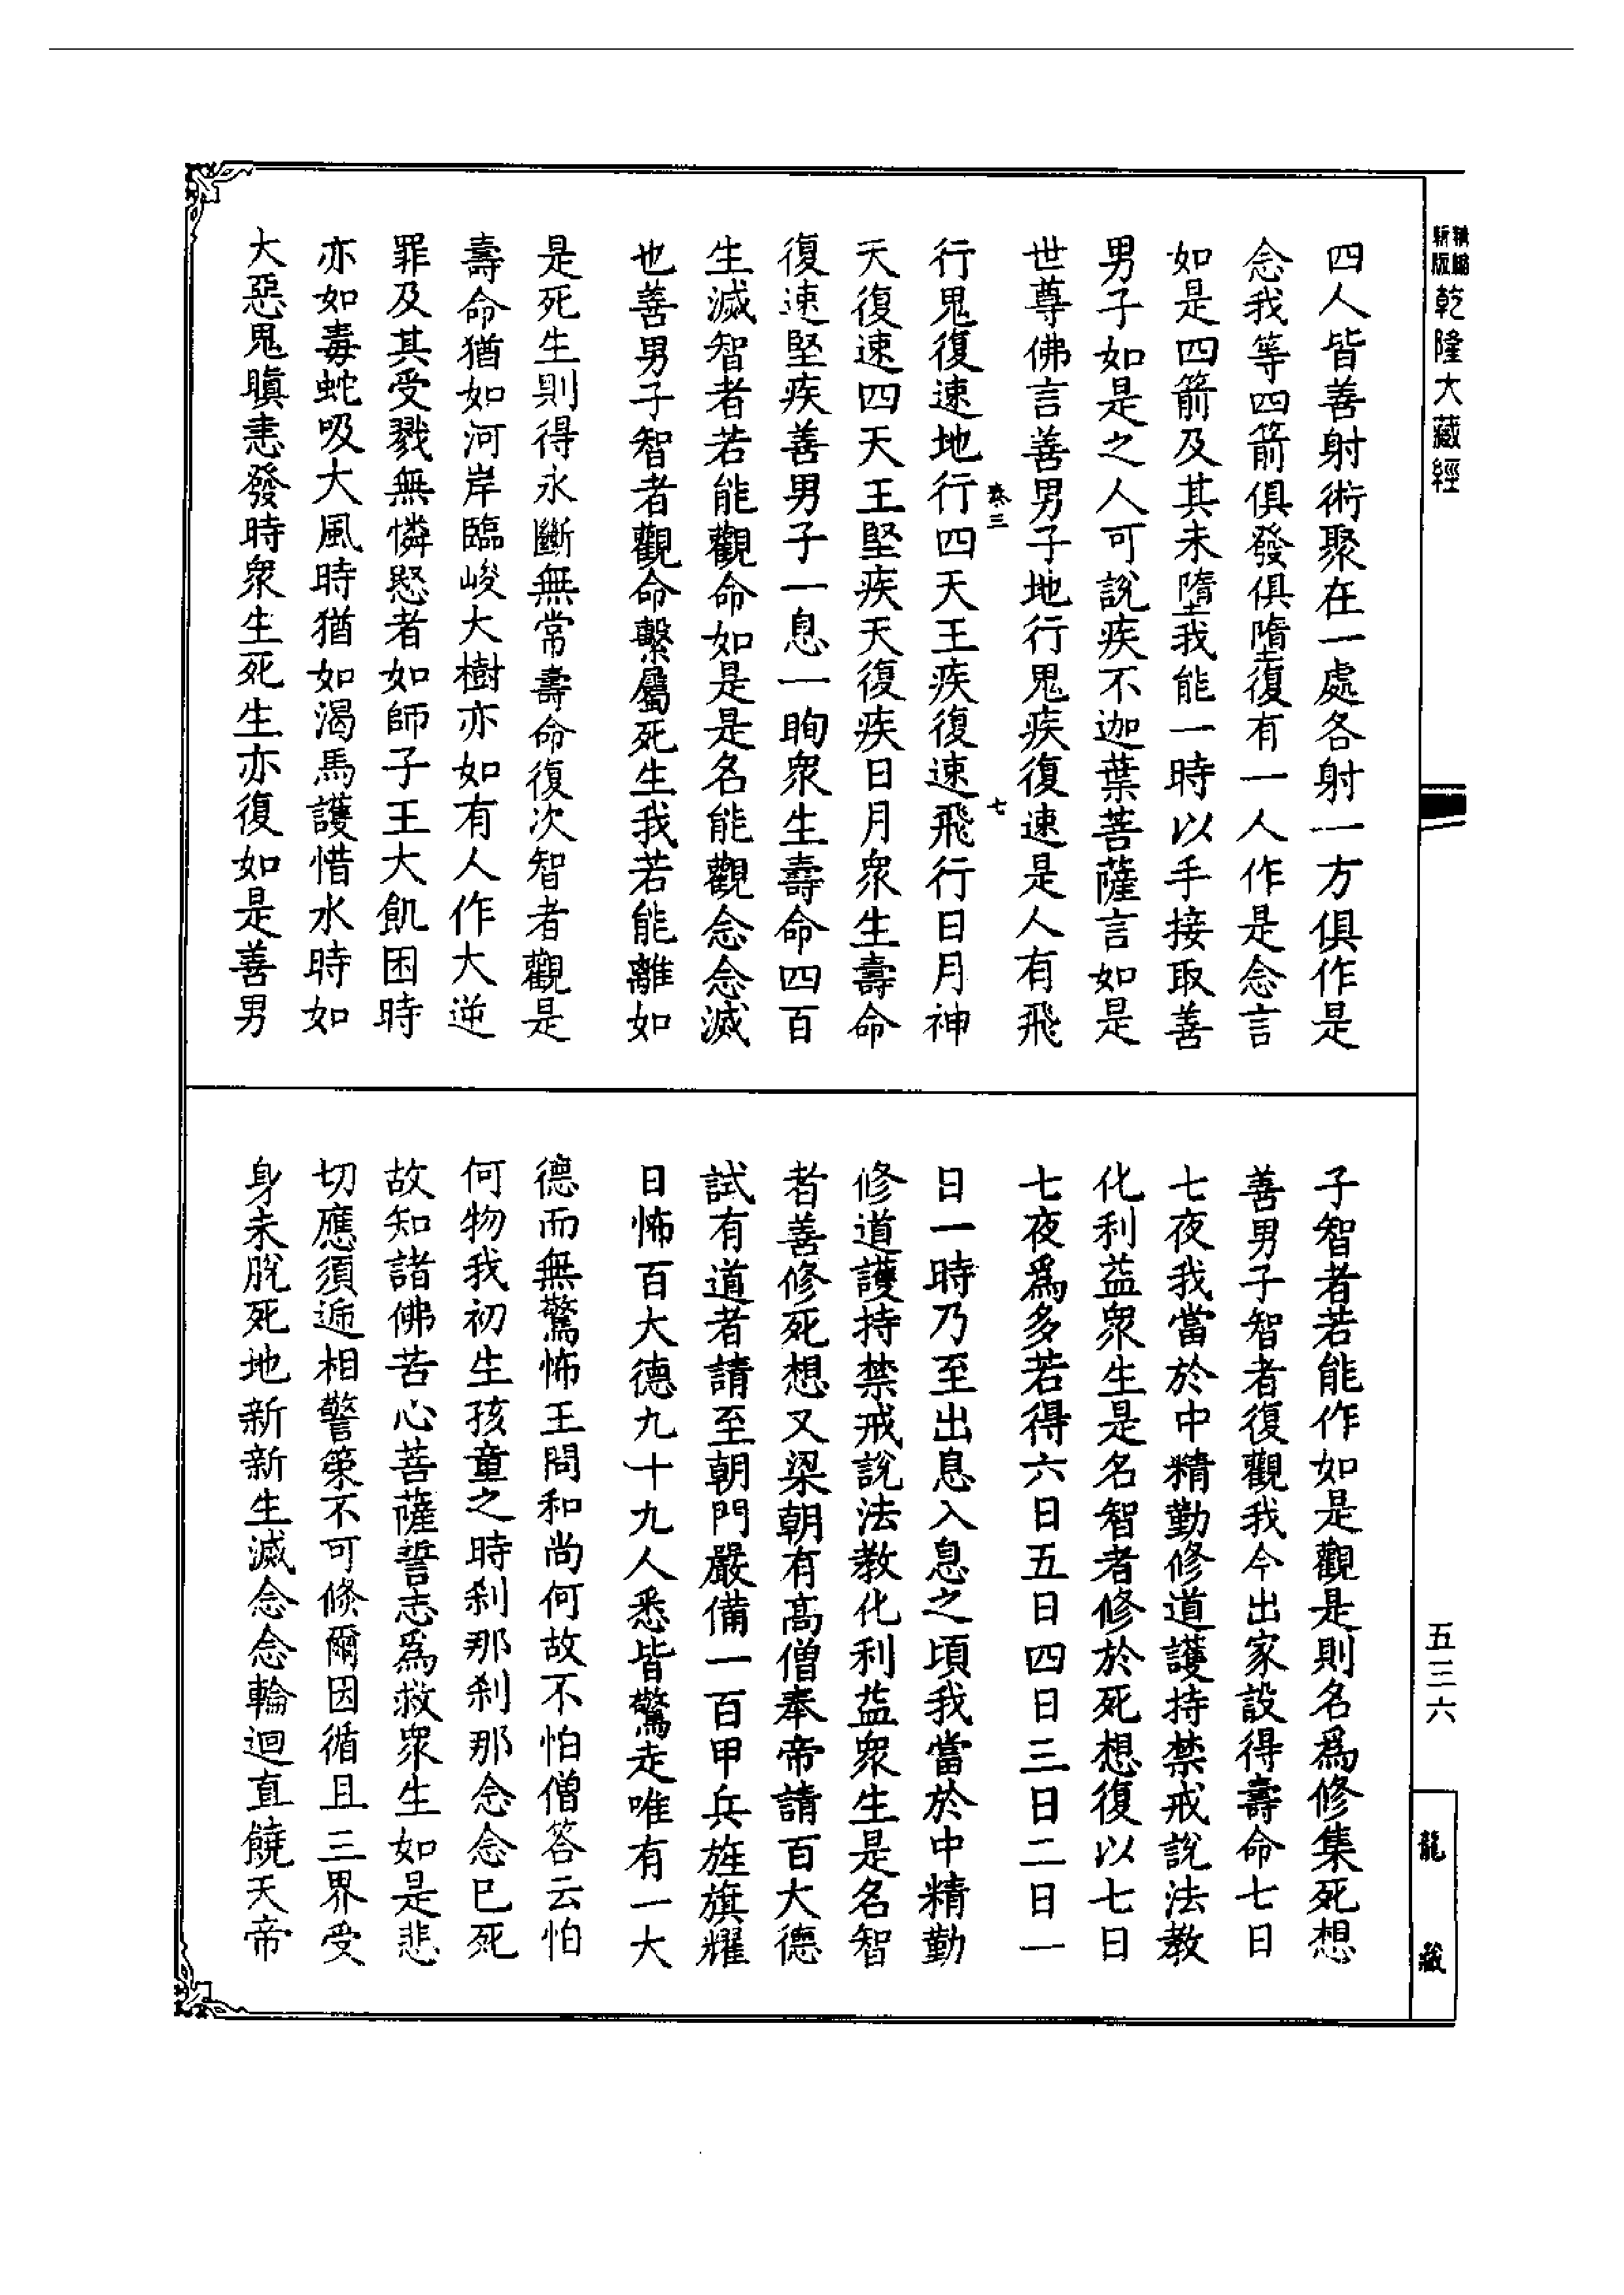 精縮
新版
乾隆大藏經
四人皆善射術聚在一處各射一方俱作是
念我等四箭俱發俱墮復有一人作是念言
如是四箭及其未墮我能一時以手接取善
男子如是之人可說疾不迦葉菩薩言如是
世尊佛言善男子地行鬼疾復速是人有飛
卷三
七
行鬼復速地行四天王疾復速飛行日月神
天復速四天王堅疾天復疾日月眾生壽命
復速堅疾善男子一息一眴眾生壽命四百
生滅智者若能觀命如是是名能觀念念滅
也善男子智者觀命繫屬死生我若能離如
是死生則得永斷無常壽命復次智者觀是
壽命猶如河岸臨峻大樹亦如有人作大逆
罪及其受戮無憐愍者如師子王大飢困時
亦如毒蛇吸大風時猶如渴馬護惜水時如
大惡鬼瞋恚發時眾生死生亦復如是善男
子智者若能作如是觀是則名爲修集死想
善男子智者復觀我今出家設得壽命七日
七夜我當於中精勤修道護持禁戒說法教
化利益眾生是名智者修於死想復以七日
七夜爲多若得六日五日四日三日二日一
日一時乃至出息入息之頃我當於中精勤
修道護持禁戒說法教化利益眾生是名智
者善修死想又梁朝有高僧奉帝請百大德
試有道者請至朝門嚴備一百甲兵旌旗耀
日怖百大德九十九人悉皆驚走唯有一大
德而無驚怖王問和尚何故不怕僧答云怕
何物我初生孩童之時刹那刹那念念已死
故知諸佛苦心菩薩誓志爲救眾生如是悲
切應須遞相警策不可倏爾因循且三界受
身未脫死地新新生滅念念輪迴直饒天帝
五三六
龍
藏